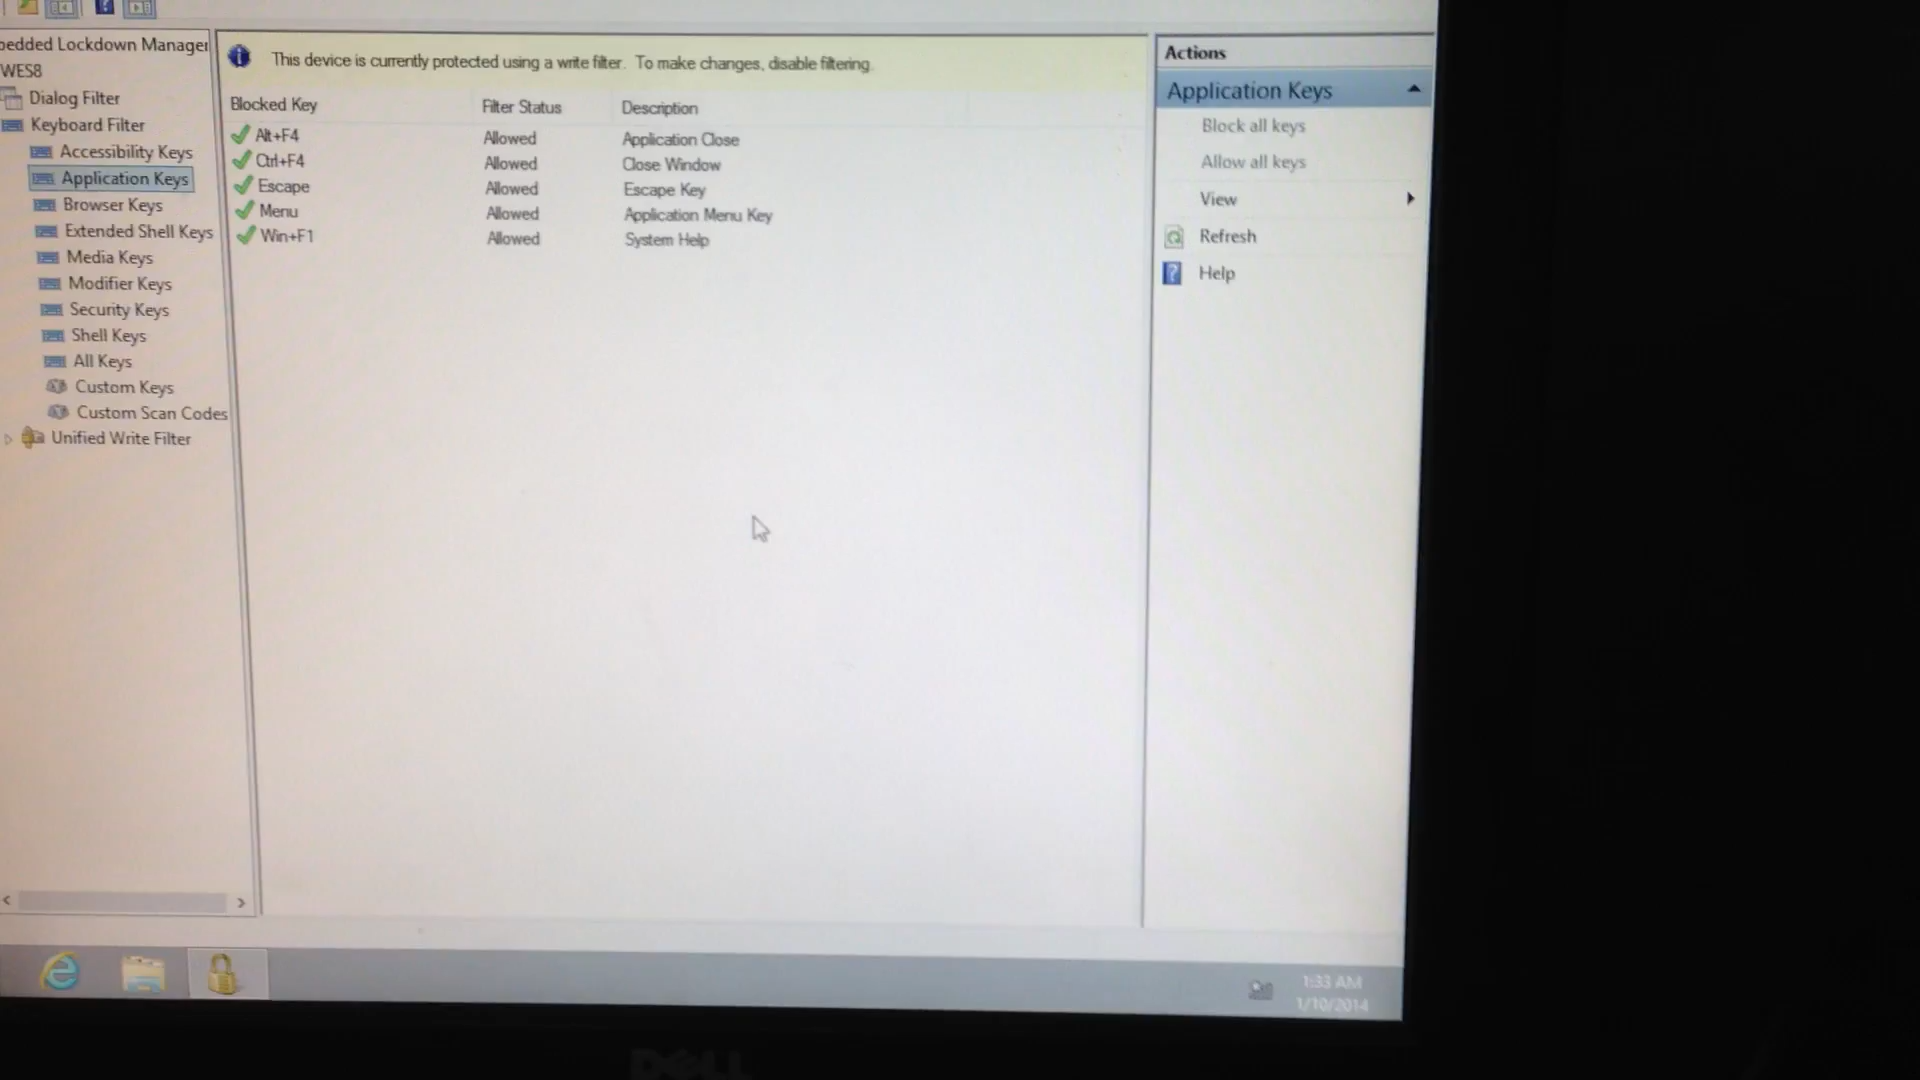 bedded Lockdown Manager
WES8
Dialog Filter
Keyboard Filter
Accessibility Keys
Application Keys
Browser Keys
Extended Shell Keys
Media Keys
Modifier Keys
Security Keys
Shell Keys
All Keys
Custom Keys
Custom Scan Codes
Unified Write Filter
This device is currently protected using a write filter. To make changes, disable filtering.
Blocked Key Filter Status Description
Alt+F4 Allowed Application Close
Ctrl+F4 Allowed Close Window
Escape Allowed Escape Key
Menu Allowed Application Menu Key
Win+F1 Allowed System Help
Actions
Application Keys
Block all keys
Allow all keys
View
Refresh
Help
1:33 AM
1/10/2014
DELL